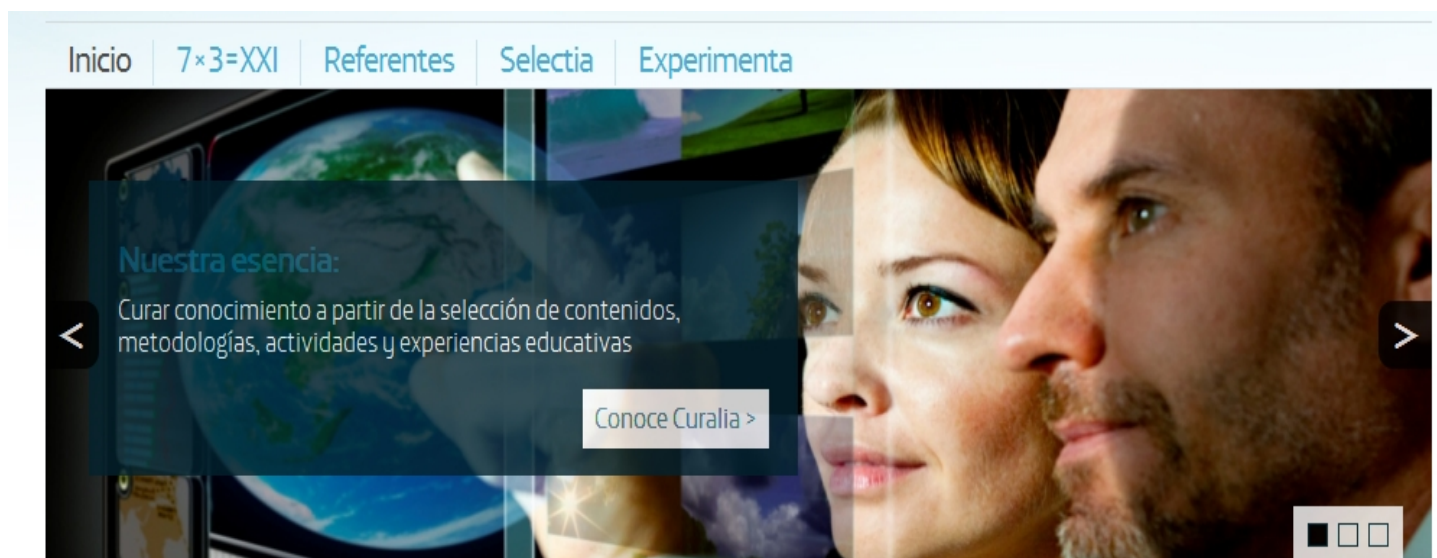 Inicio 7×3=XXI Referentes Selectia Experimenta
Nuestra esencia:
Curar conocimiento a partir de la selección de contenidos,
metodologías, actividades y experiencias educativas
Conoce Curalia >